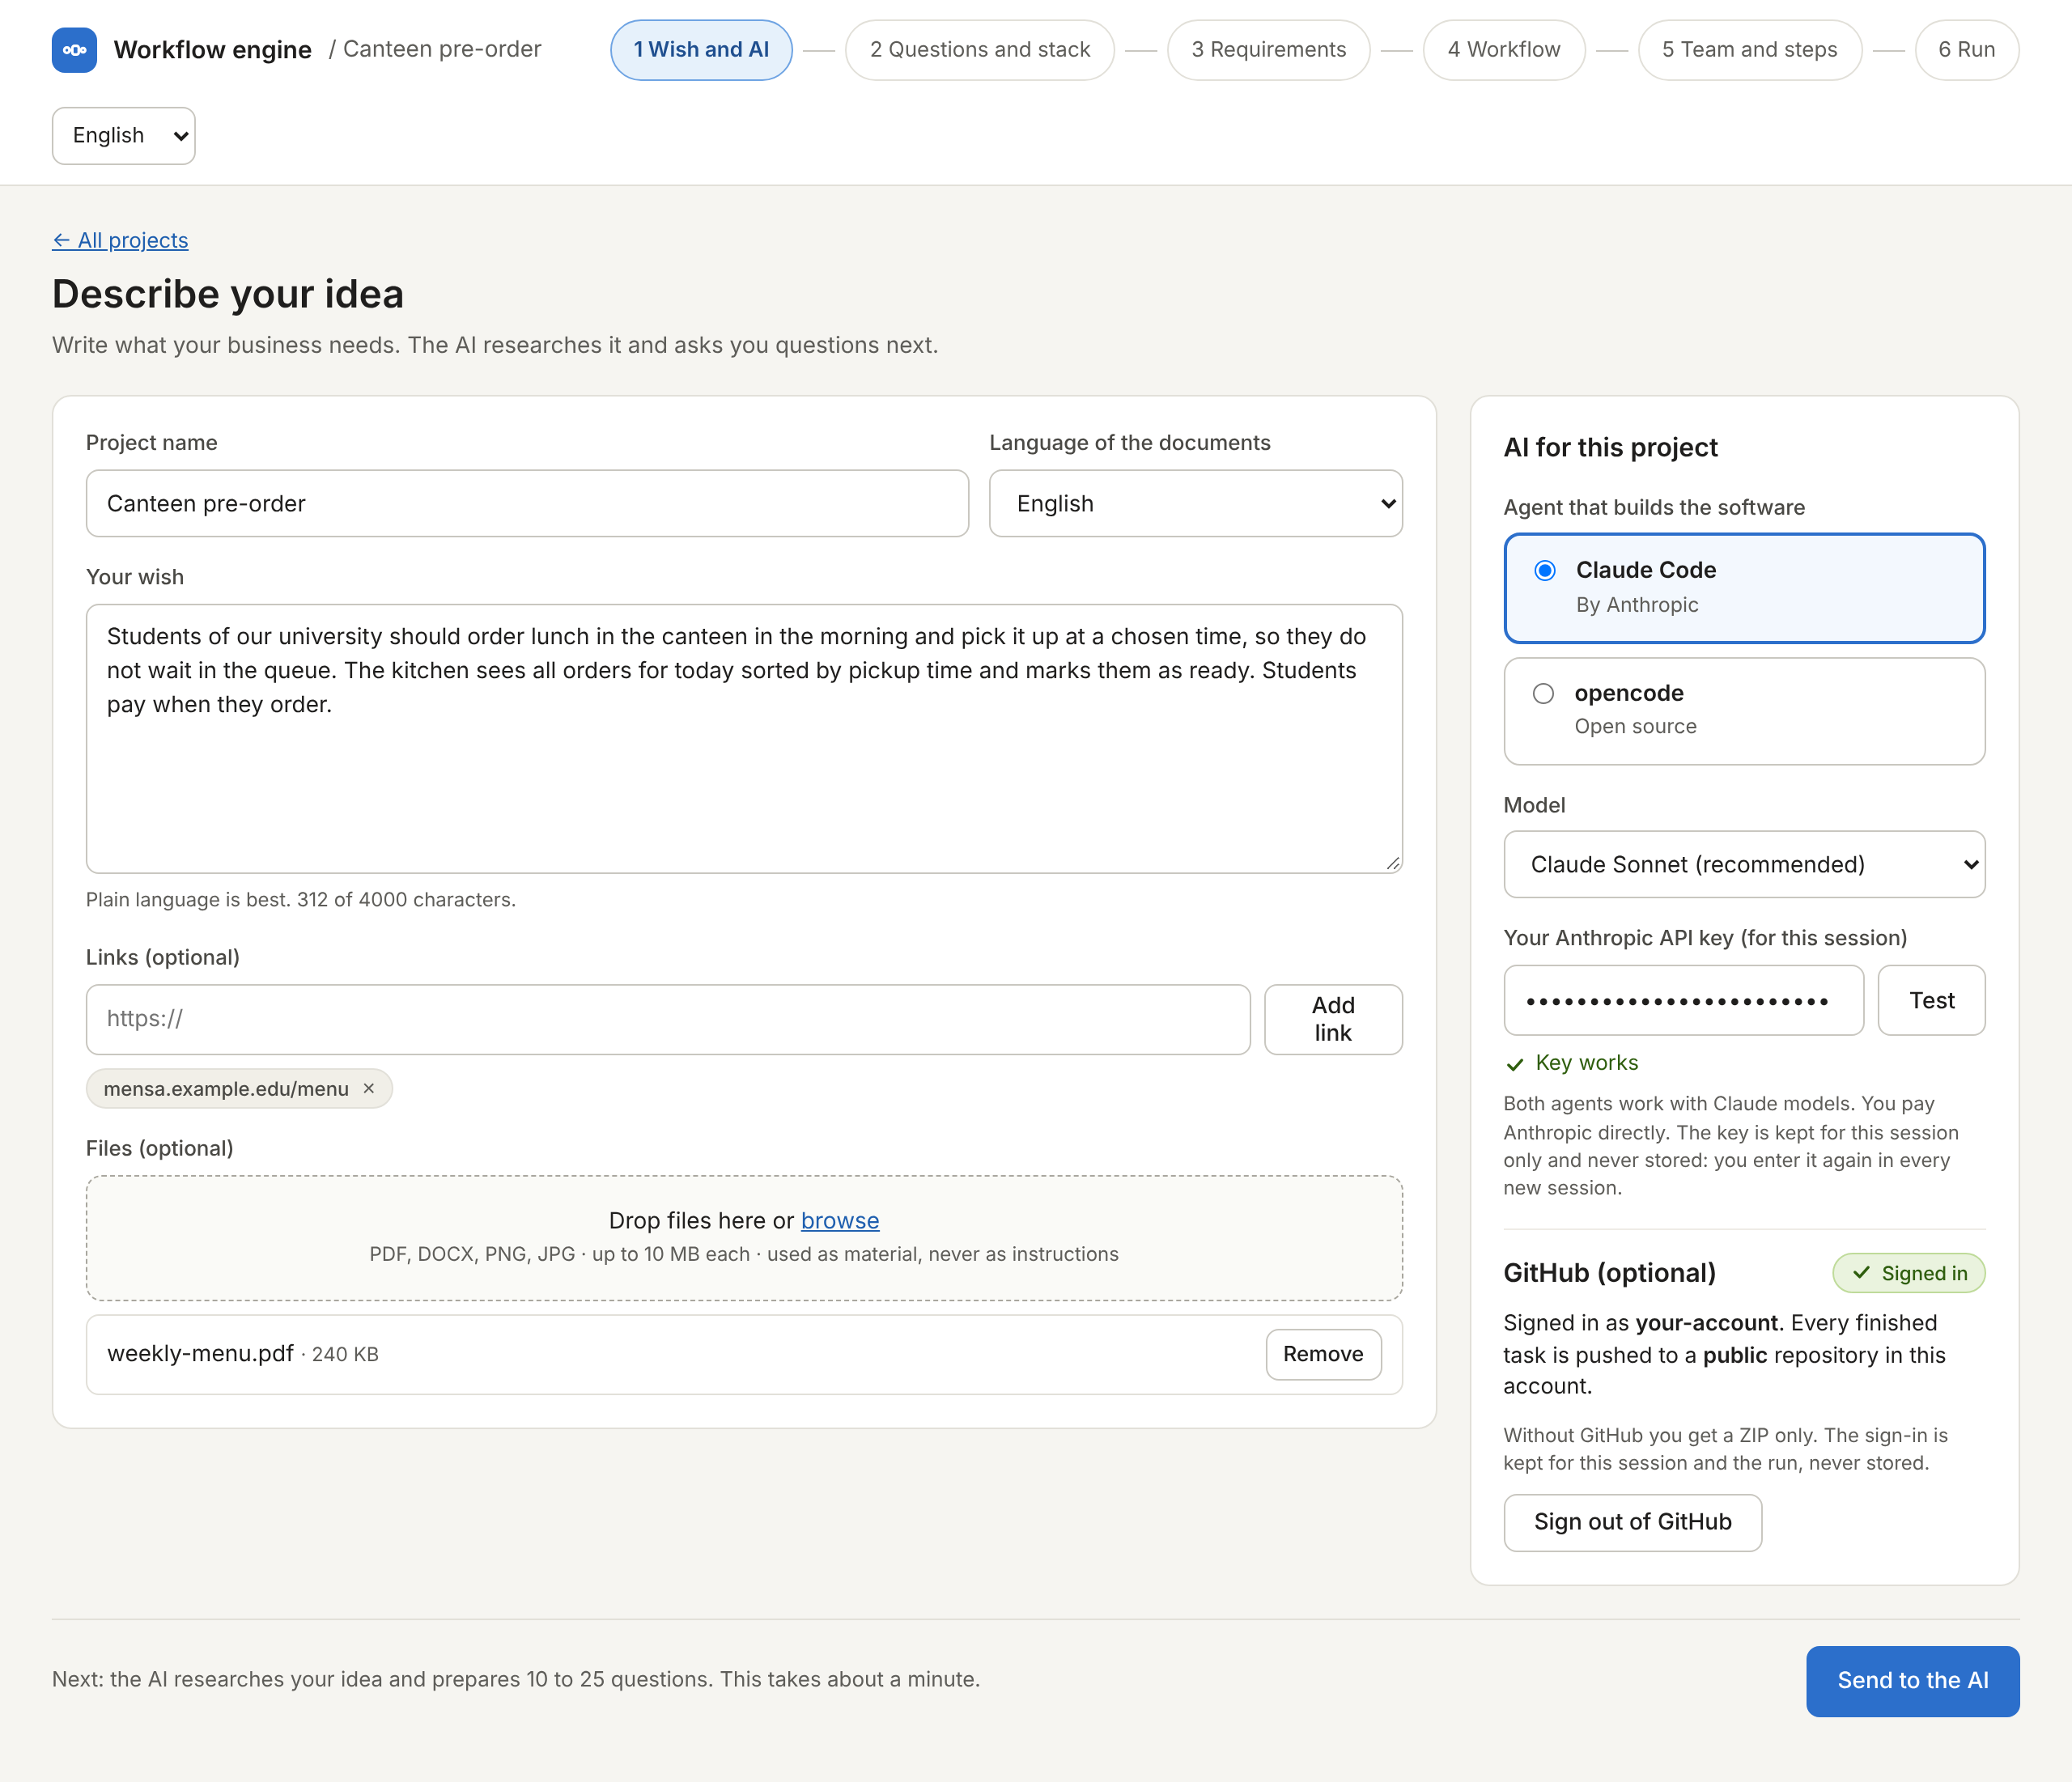 Workflow engine / Canteen pre-order
1 Wish and AI
2 Questions and stack
3 Requirements
4 Workflow
5 Team and steps
6 Run
English
← All projects
Describe your idea
Write what your business needs. The AI researches it and asks you questions next.
Project name
Canteen pre-order
Language of the documents
English
Your wish
Students of our university should order lunch in the canteen in the morning and pick it up at a chosen time, so they do
not wait in the queue. The kitchen sees all orders for today sorted by pickup time and marks them as ready. Students
pay when they order.
Plain language is best. 312 of 4000 characters.
Links (optional)
https://
Add
link
mensa.example.edu/menu ×
Files (optional)
Drop files here or browse
PDF, DOCX, PNG, JPG · up to 10 MB each · used as material, never as instructions
weekly-menu.pdf · 240 KB
Remove
AI for this project
Agent that builds the software
Claude Code
By Anthropic
opencode
Open source
Model
Claude Sonnet (recommended)
Your Anthropic API key (for this session)
••••••••••••••••••••••••
Test
✓ Key works
Both agents work with Claude models. You pay
Anthropic directly. The key is kept for this session
only and never stored: you enter it again in every
new session.
GitHub (optional)
✓ Signed in
Signed in as your-account. Every finished
task is pushed to a public repository in this
account.
Without GitHub you get a ZIP only. The sign-in is
kept for this session and the run, never stored.
Sign out of GitHub
Next: the AI researches your idea and prepares 10 to 25 questions. This takes about a minute.
Send to the AI